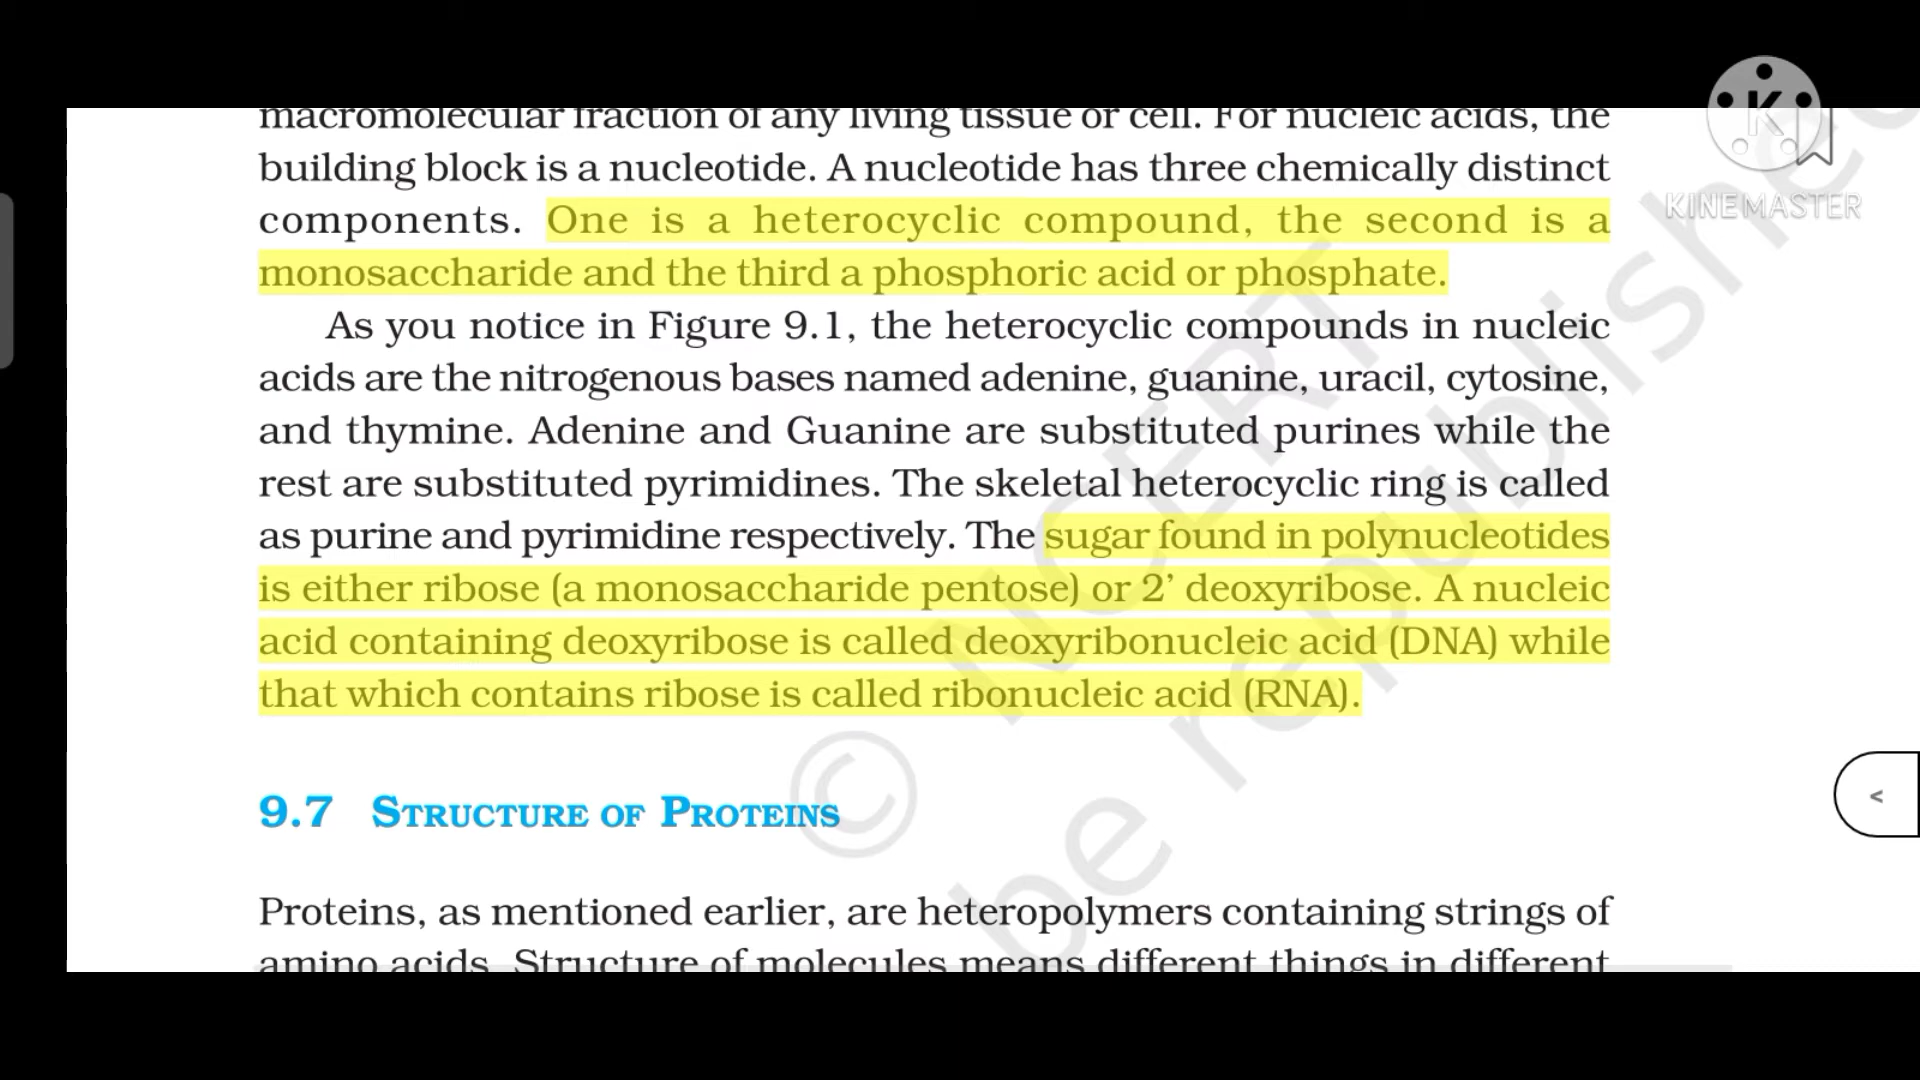 macromolecular fraction of any living tissue or cell. For nucleic acids, the
building block is a nucleotide. A nucleotide has three chemically distinct
components. One is a heterocyclic compound, the second is a
monosaccharide and the third a phosphoric acid or phosphate.
As you notice in Figure 9.1, the heterocyclic compounds in nucleic
acids are the nitrogenous bases named adenine, guanine, uracil, cytosine,
and thymine. Adenine and Guanine are substituted purines while the
rest are substituted pyrimidines. The skeletal heterocyclic ring is called
as purine and pyrimidine respectively. The sugar found in polynucleotides
is either ribose (a monosaccharide pentose) or 2’ deoxyribose. A nucleic
acid containing deoxyribose is called deoxyribonucleic acid (DNA) while
that which contains ribose is called ribonucleic acid (RNA).
9.7 STRUCTURE OF PROTEINS
Proteins, as mentioned earlier, are heteropolymers containing strings of
amino acids. Structure of molecules means different things in different
K
KINEMASTER
© NCERT
be republished
<